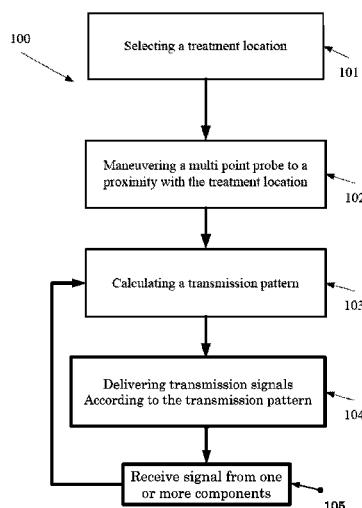 100
Selecting a treatment location
101
Maneuvering a multi point probe to a
proximity with the treatment location
102
Calculating a transmission pattern
103
Delivering transmission signals
According to the transmission pattern
104
Receive signal from one
or more components
105